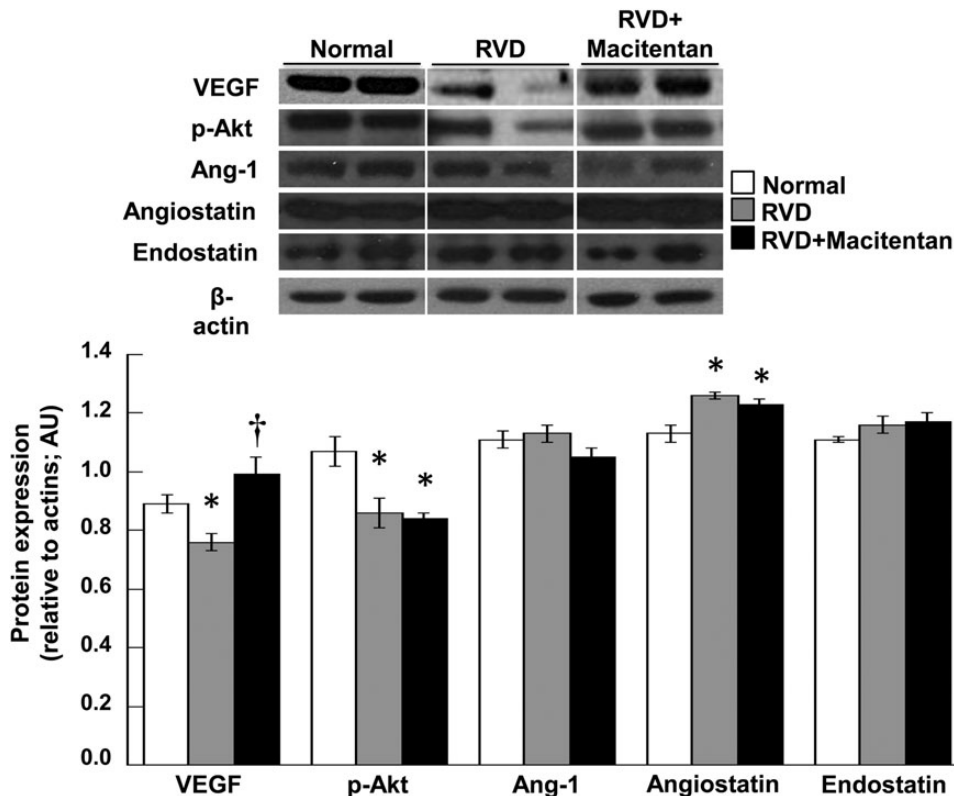 Normal
RVD
RVD+
Macitentan
VEGF
p-Akt
Ang-1
Angiostatin
Endostatin
β-
actin
Normal
RVD
RVD+Macitentan
Protein expression
(relative to actins; AU)
1.4
1.2
1.0
0.8
0.6
0.4
0.2
0.0
*
†
*
*
*
*
VEGF
p-Akt
Ang-1
Angiostatin
Endostatin